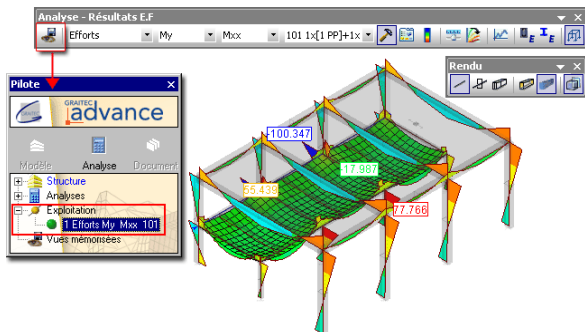 Analyse - Résultats E.F
Efforts My Mxx 101 1x[1 PP]+1x
Rendu
Pilote
GRAITEC
advance
Modèle Analyse Document
Structure
Analyses
Exploitation
1 Efforts My Mxx 101
Vues mémorisées
-100.347
-17.987
55.439
77.766